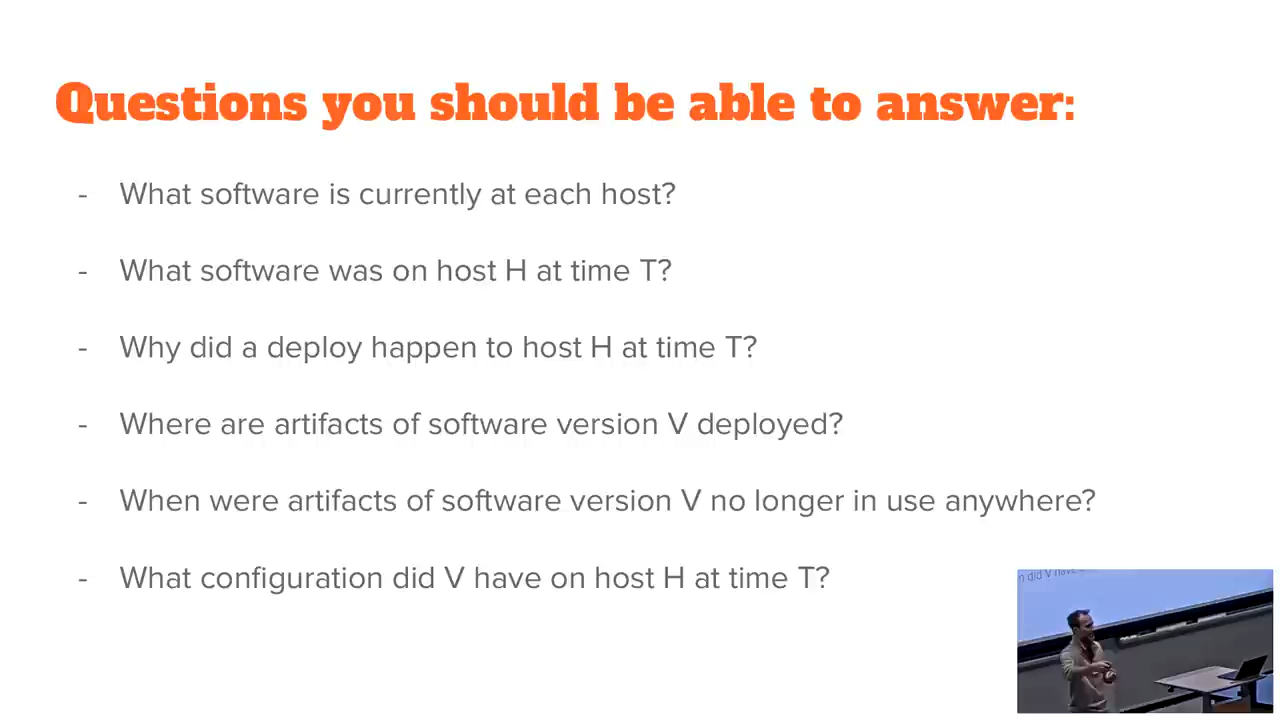 Questions you should be able to answer:
- What software is currently at each host?
- What software was on host H at time T?
- Why did a deploy happen to host H at time T?
- Where are artifacts of software version V deployed?
- When were artifacts of software version V no longer in use anywhere?
- What configuration did V have on host H at time T?
n did V have